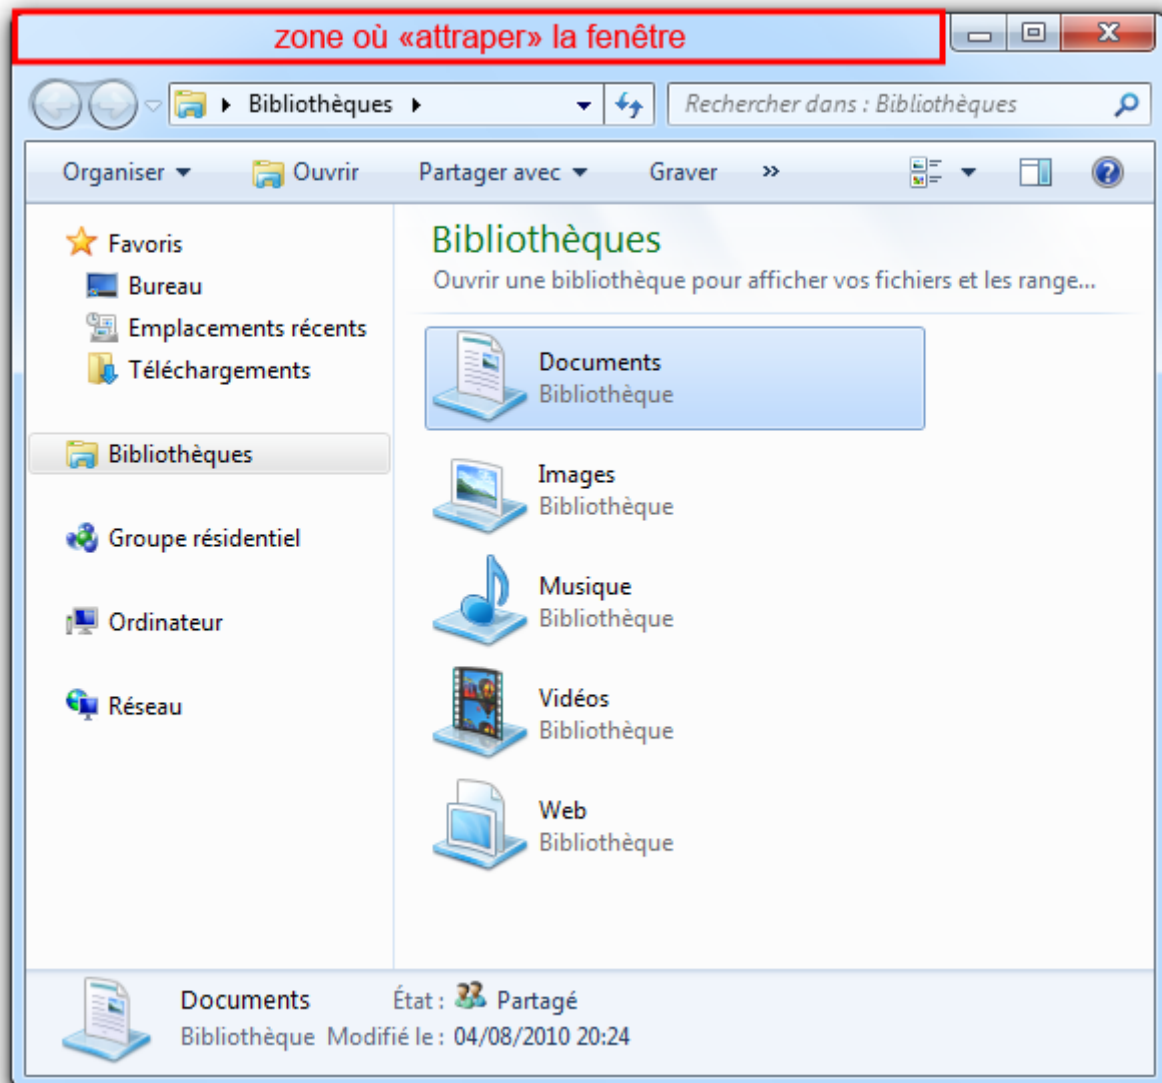 zone où «attraper» la fenêtre
Bibliothèques
Rechercher dans : Bibliothèques
Organiser Ouvrir Partager avec Graver »
Favoris
Bureau
Emplacements récents
Téléchargements
Bibliothèques
Groupe résidentiel
Ordinateur
Réseau
Bibliothèques
Ouvrir une bibliothèque pour afficher vos fichiers et les range...
Documents
Bibliothèque
Images
Bibliothèque
Musique
Bibliothèque
Vidéos
Bibliothèque
Web
Bibliothèque
Documents État : Partagé
Bibliothèque Modifié le : 04/08/2010 20:24